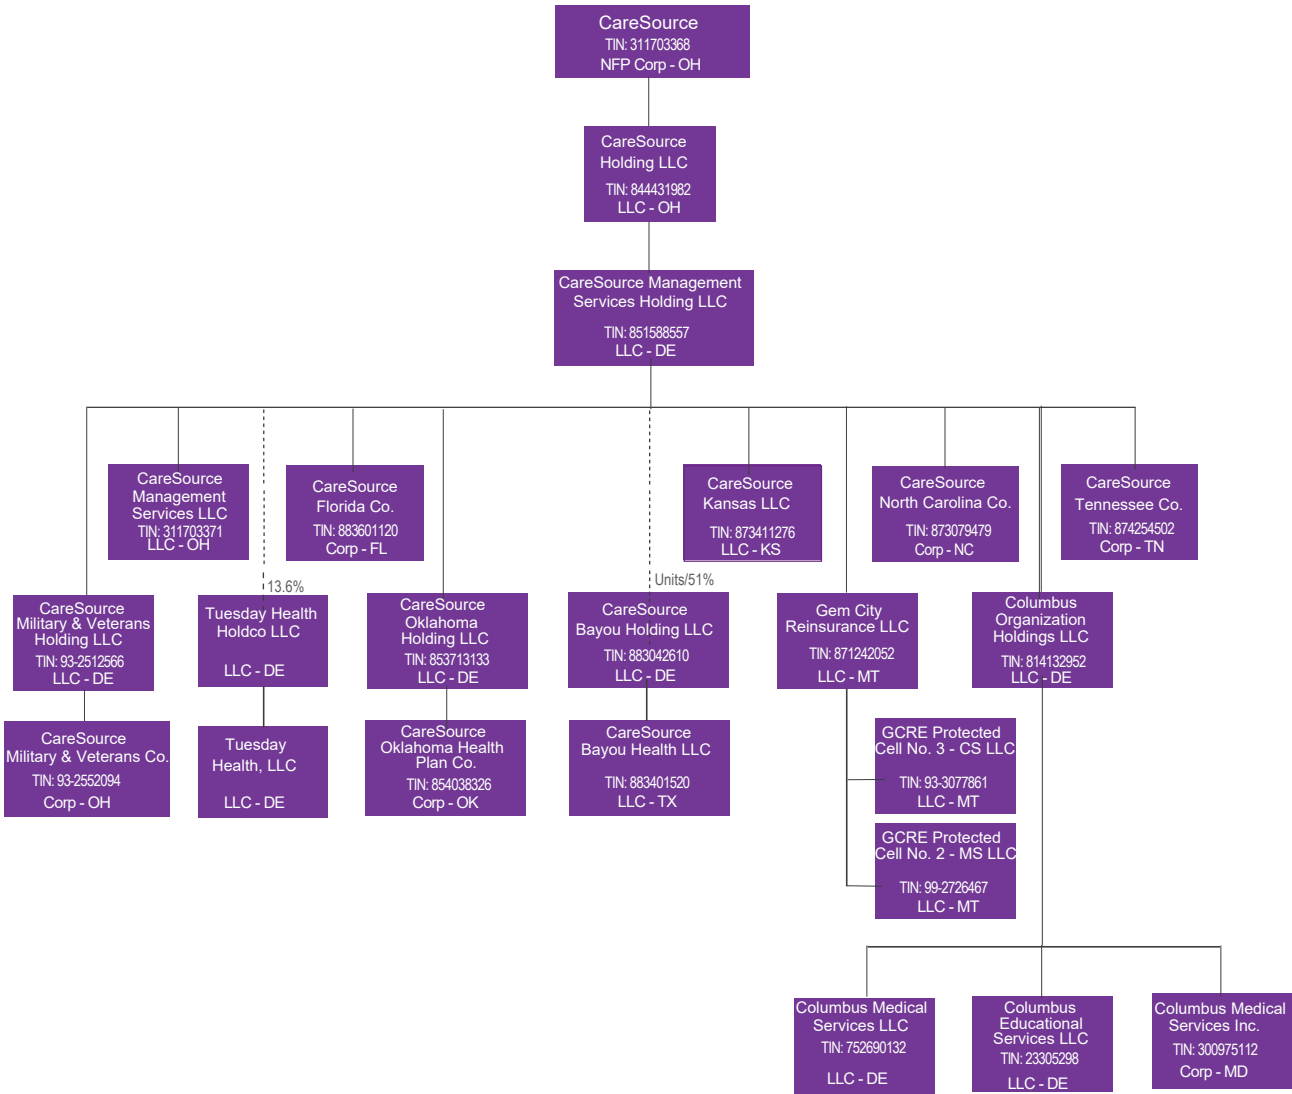 CareSource
TIN: 311703368
NFP Corp - OH
CareSource
Holding LLC
TIN: 844431982
LLC - OH
CareSource Management
Services Holding LLC
TIN: 851588557
LLC - DE
CareSource
Management
Services LLC
TIN: 311703371
LLC - OH
CareSource
Florida Co.
TIN: 883601120
Corp - FL
CareSource
Kansas LLC
TIN: 873411276
LLC - KS
CareSource
North Carolina Co.
TIN: 873079479
Corp - NC
CareSource
Tennessee Co.
TIN: 874254502
Corp - TN
13.6%
Units/51%
CareSource
Military & Veterans
Holding LLC
TIN: 93-2512566
LLC - DE
Tuesday Health
Holdco LLC
LLC - DE
CareSource
Oklahoma
Holding LLC
TIN: 853713133
LLC - DE
CareSource
Bayou Holding LLC
TIN: 883042610
LLC - DE
Gem City
Reinsurance LLC
TIN: 871242052
LLC - MT
Columbus
Organization
Holdings LLC
TIN: 814132952
LLC - DE
CareSource
Military & Veterans Co.
TIN: 93-2552094
Corp - OH
Tuesday
Health, LLC
LLC - DE
CareSource
Oklahoma Health
Plan Co.
TIN: 854038326
Corp - OK
CareSource
Bayou Health LLC
TIN: 883401520
LLC - TX
GCRE Protected
Cell No. 3 - CS LLC
TIN: 93-3077861
LLC - MT
GCRE Protected
Cell No. 2 - MS LLC
TIN: 99-2726467
LLC - MT
Columbus Medical
Services LLC
TIN: 752690132
LLC - DE
Columbus
Educational
Services LLC
TIN: 23305298
LLC - DE
Columbus Medical
Services Inc.
TIN: 300975112
Corp - MD